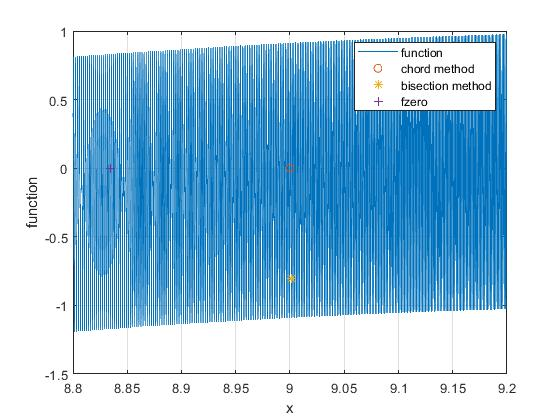 1
function
chord method
bisection method
fzero
0.5
0
-0.5
-1
-1.5
function
8.8 8.85 8.9 8.95 9 9.05 9.1 9.15 9.2
x